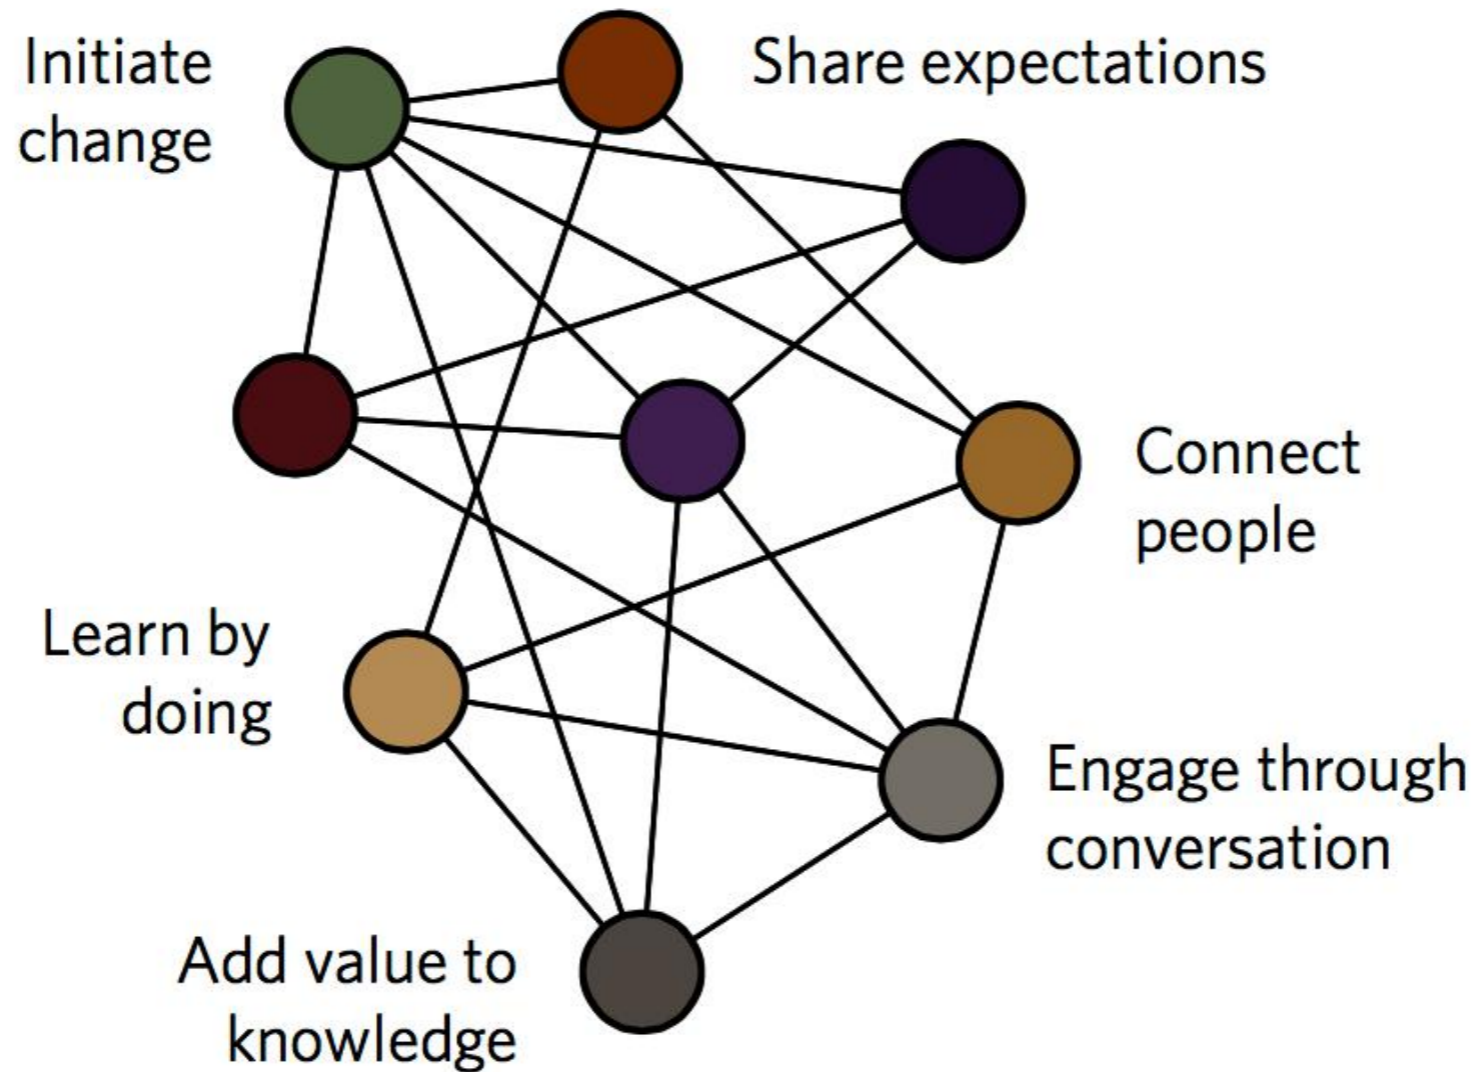 Initiate
change
Share expectations
Connect
people
Learn by
doing
Engage through
conversation
Add value to
knowledge